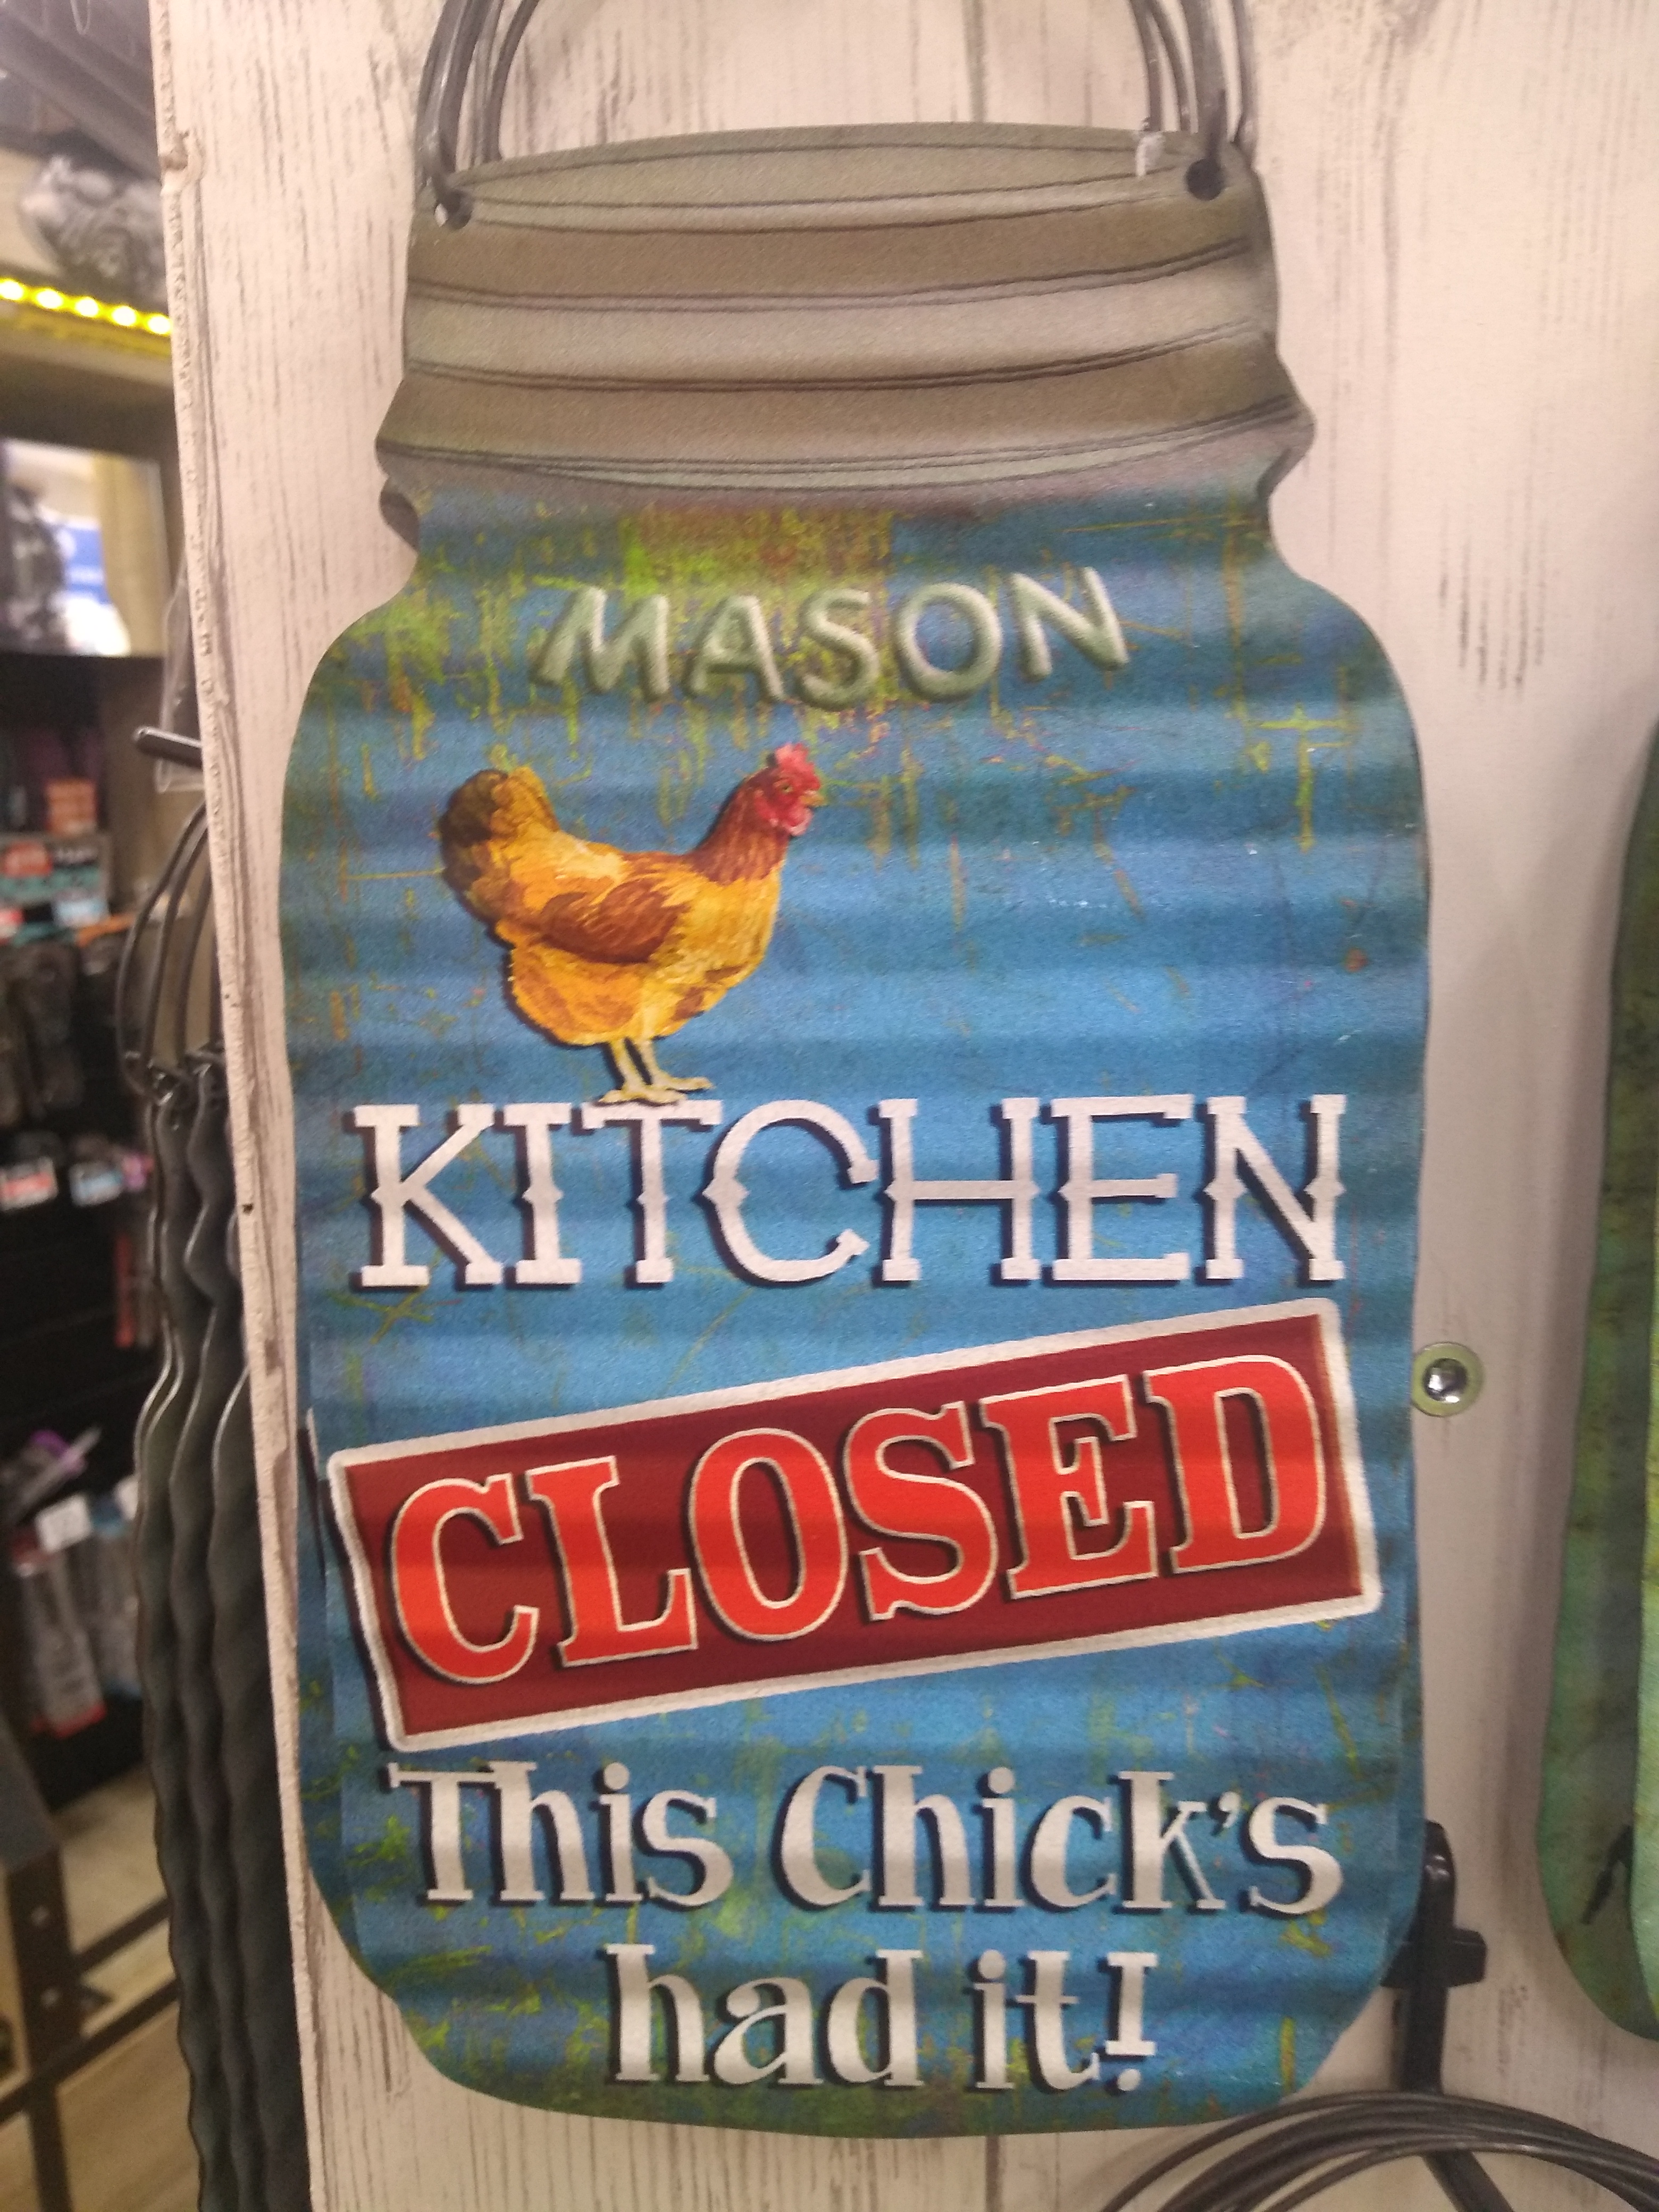 MASON
KITCHEN
CLOSED
This Chick's
had it!